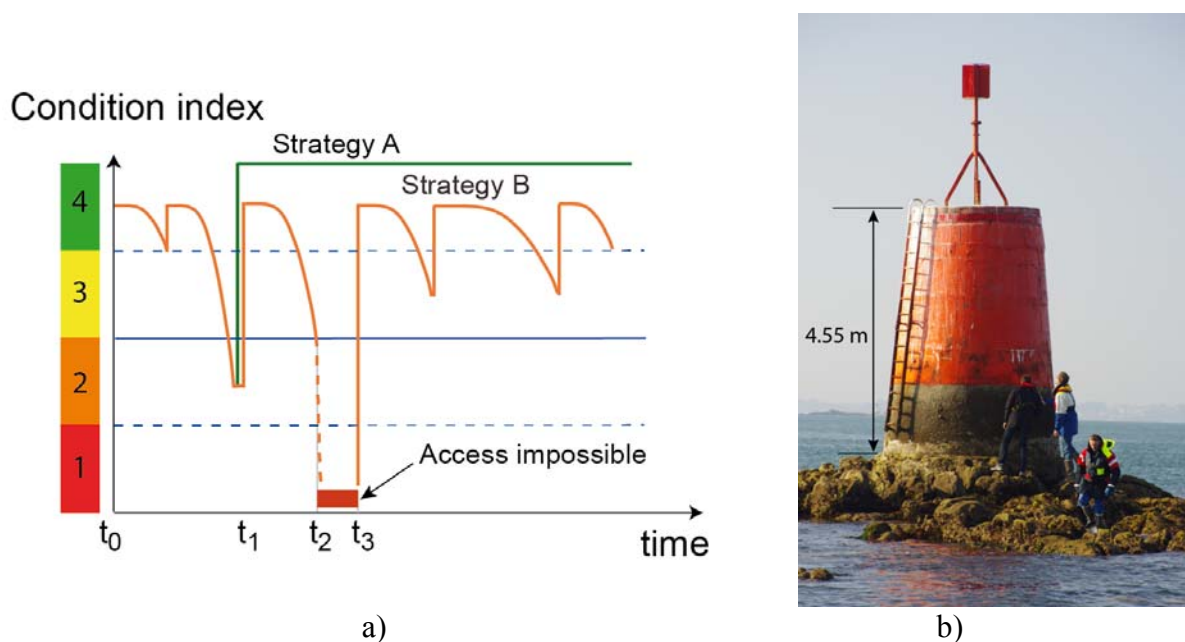 Condition index
Strategy A
Strategy B
4
3
2
1
Access impossible
t0
t1
t2
t3
time
4.55 m
a)
b)